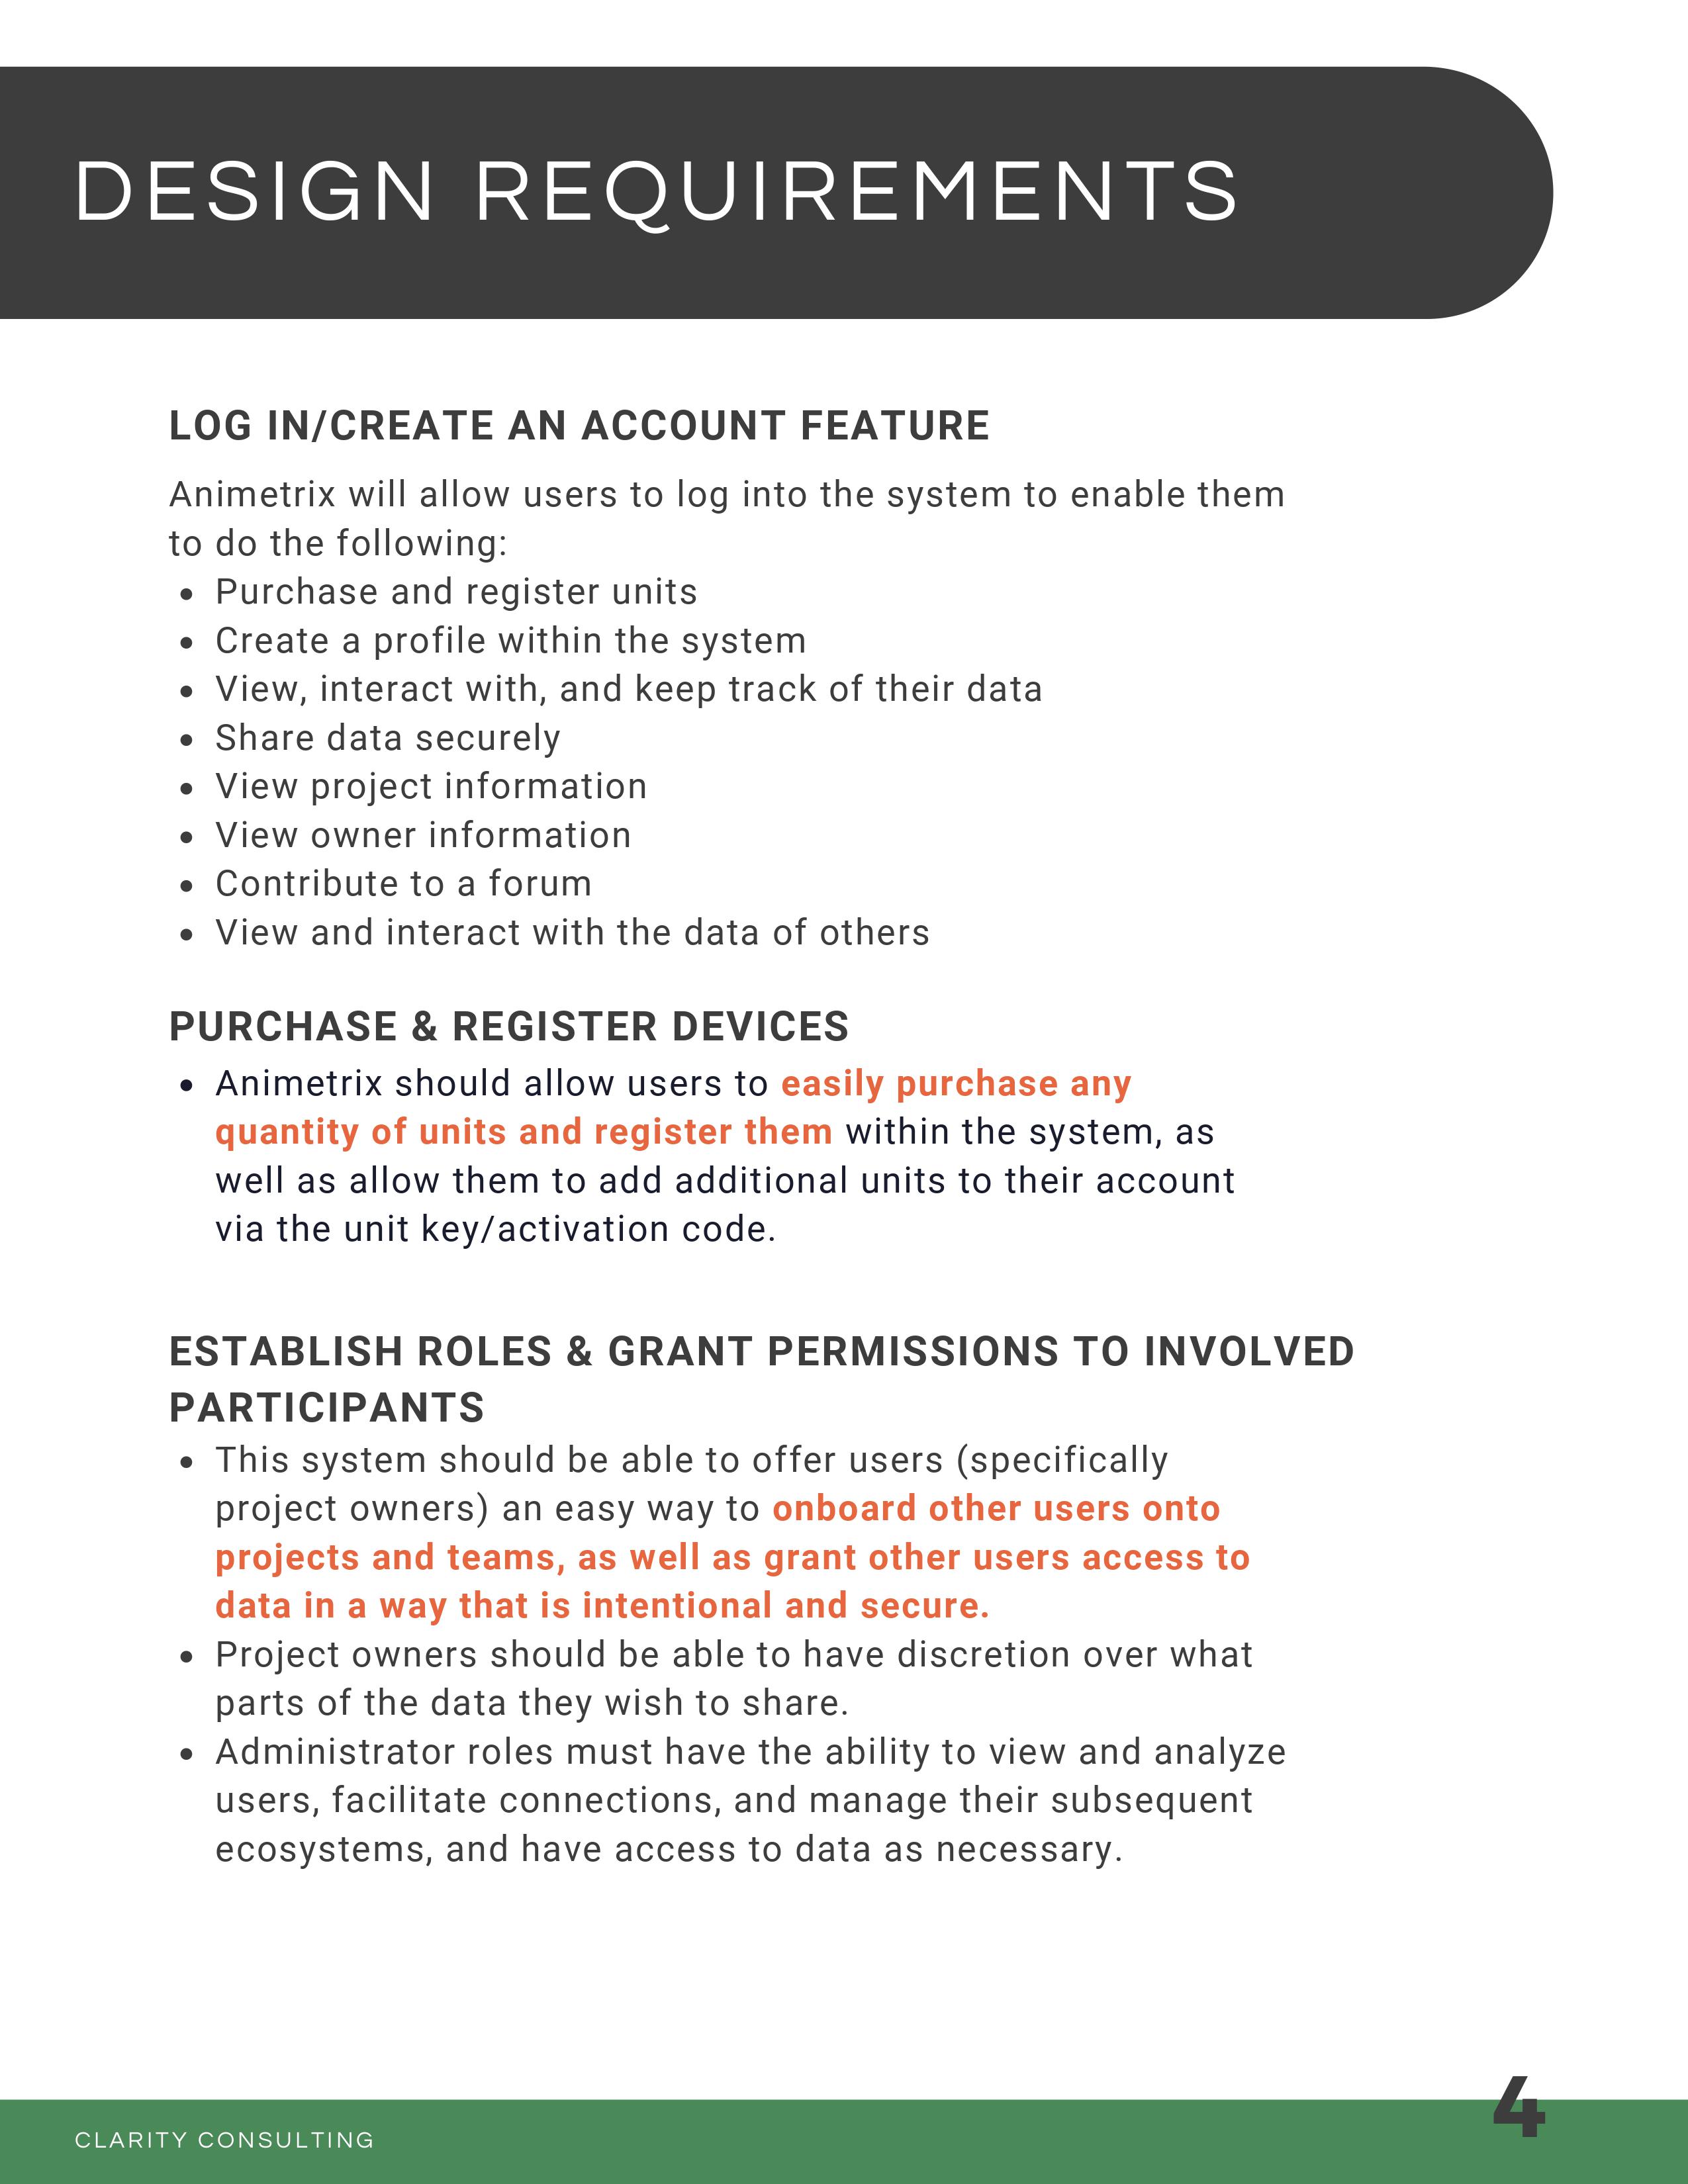 DESIGN REQUIREMENTS
LOG IN/CREATE AN ACCOUNT FEATURE
Animetrix will allow users to log into the system to enable them
to do the following:
• Purchase and register units
• Create a profile within the system
• View, interact with, and keep track of their data
• Share data securely
• View project information
• View owner information
• Contribute to a forum
• View and interact with the data of others
PURCHASE & REGISTER DEVICES
• Animetrix should allow users to easily purchase any
quantity of units and register them within the system, as
well as allow them to add additional units to their account
via the unit key/activation code.
ESTABLISH ROLES & GRANT PERMISSIONS TO INVOLVED
PARTICIPANTS
• This system should be able to offer users (specifically
project owners) an easy way to onboard other users onto
projects and teams, as well as grant other users access to
data in a way that is intentional and secure.
• Project owners should be able to have discretion over what
parts of the data they wish to share.
• Administrator roles must have the ability to view and analyze
users, facilitate connections, and manage their subsequent
ecosystems, and have access to data as necessary.
4
CLARITY CONSULTING